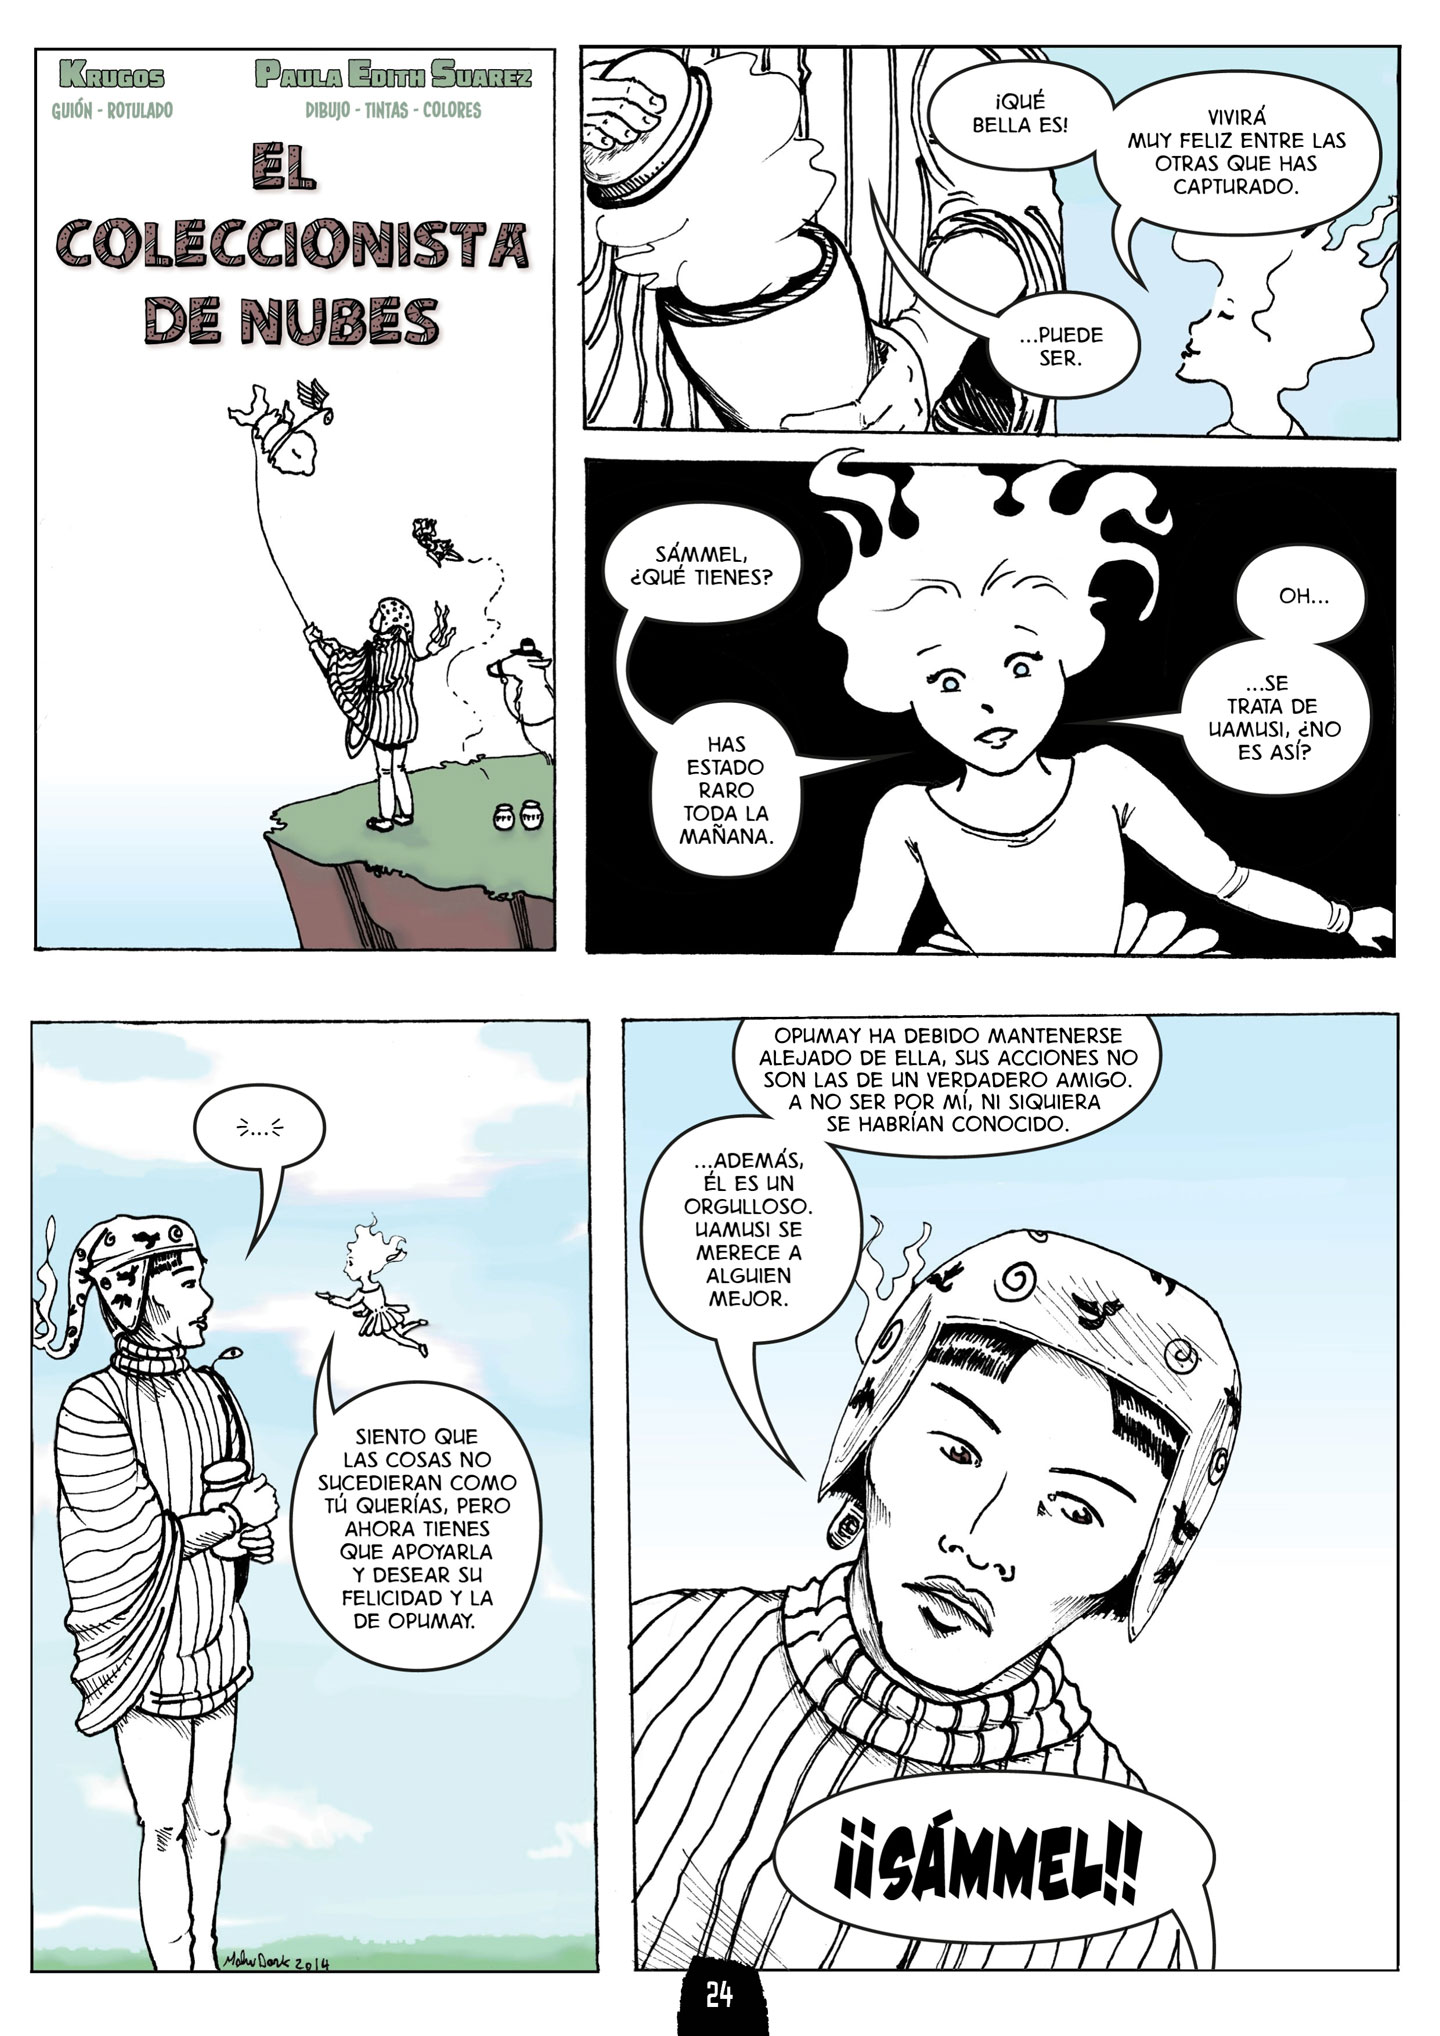 KRUGOS
GUIÓN - ROTULADO
PAULA EDITH SUAREZ
DIBUJO - TINTAS - COLORES
EL
COLECCIONISTA
DE NUBES
¡QUÉ
BELLA ES!
VIVIRÁ
MUY FELIZ ENTRE LAS
OTRAS QUE HAS
CAPTURADO.
...PUEDE
SER.
SÁMMEL,
¿QUÉ TIENES?
HAS
ESTADO
RARO
TODA LA
MAÑANA.
OH...
...SE
TRATA DE
UAMUSI, ¿NO
ES ASÍ?
...
SIENTO QUE
LAS COSAS NO
SUCEDIERAN COMO
TÚ QUERÍAS, PERO
AHORA TIENES
QUE APOYARLA
Y DESEAR SU
FELICIDAD Y LA
DE OPUMAY.
OPUMAY HA DEBIDO MANTENERSE
ALEJADO DE ELLA, SUS ACCIONES NO
SON LAS DE UN VERDADERO AMIGO.
A NO SER POR MÍ, NI SIQUIERA
SE HABRÍAN CONOCIDO.
...ADEMÁS,
ÉL ES UN
ORGULLOSO.
UAMUSI SE
MERECE A
ALGUIEN
MEJOR.
¡¡SÁMMEL!!
2014
24